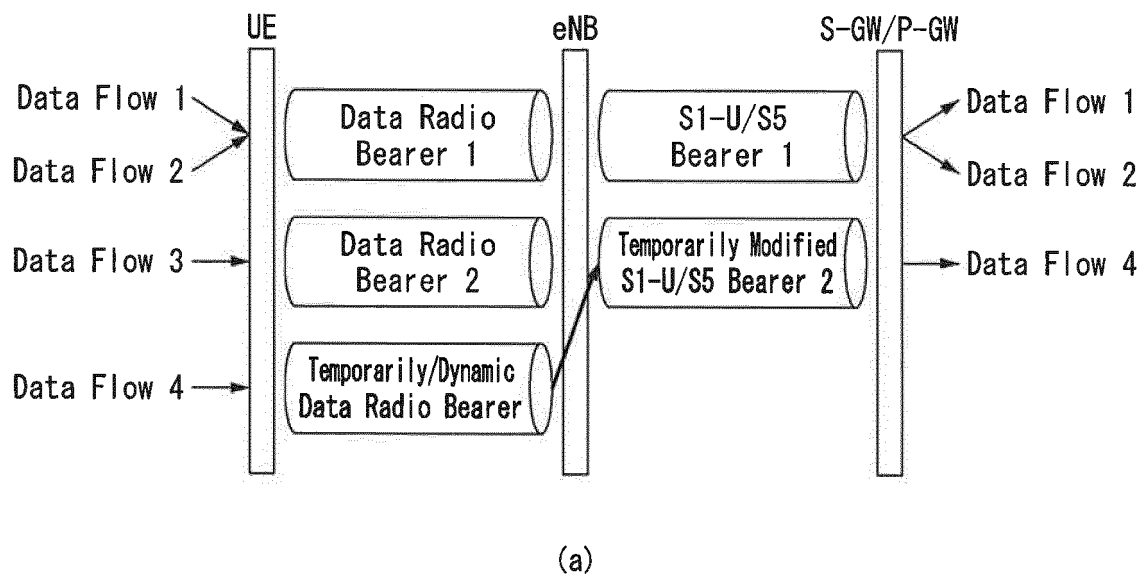 UE
eNB
S-GW/P-GW
Data Flow 1
Data Flow 2
Data Radio
Bearer 1
S1-U/S5
Bearer 1
Data Flow 1
Data Flow 2
Data Flow 3
Data Radio
Bearer 2
Temporarily Modified
S1-U/S5 Bearer 2
Data Flow 4
Data Flow 4
Temporarily/Dynamic
Data Radio Bearer
(a)